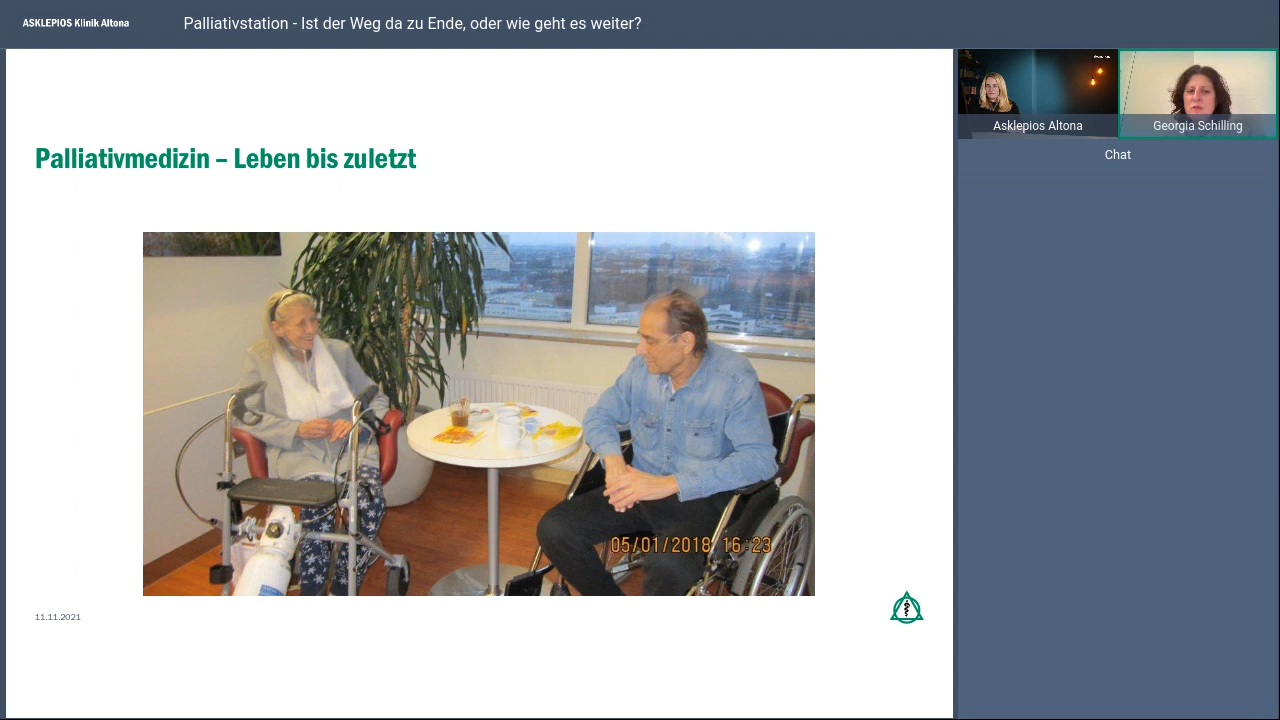 ASKLEPIOS Klinik Altona
Palliativstation - Ist der Weg da zu Ende, oder wie geht es weiter?
Asklepios Altona
Georgia Schilling
Chat
Palliativmedizin – Leben bis zuletzt
05/01/2018 16:23
11.11.2021